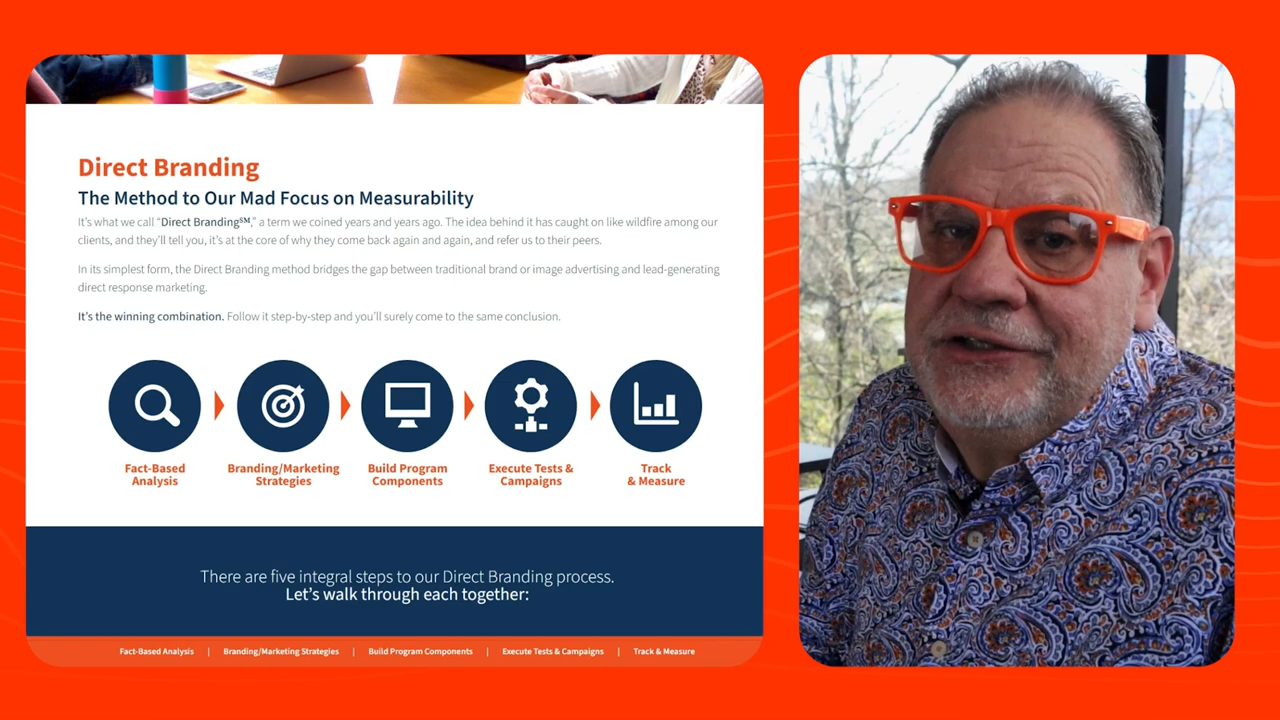 Direct Branding
The Method to Our Mad Focus on Measurability
It's what we call “Direct Branding℠,” a term we coined years and years ago. The idea behind it has caught on like wildfire among our
clients, and they'll tell you, it's at the core of why they come back again and again, and refer us to their peers.
In its simplest form, the Direct Branding method bridges the gap between traditional brand or image advertising and lead-generating
direct response marketing.
It's the winning combination. Follow it step-by-step and you'll surely come to the same conclusion.
Fact-Based
Analysis
Branding/Marketing
Strategies
Build Program
Components
Execute Tests &
Campaigns
Track
& Measure
There are five integral steps to our Direct Branding process.
Let's walk through each together:
Fact-Based Analysis | Branding/Marketing Strategies | Build Program Components | Execute Tests & Campaigns | Track & Measure